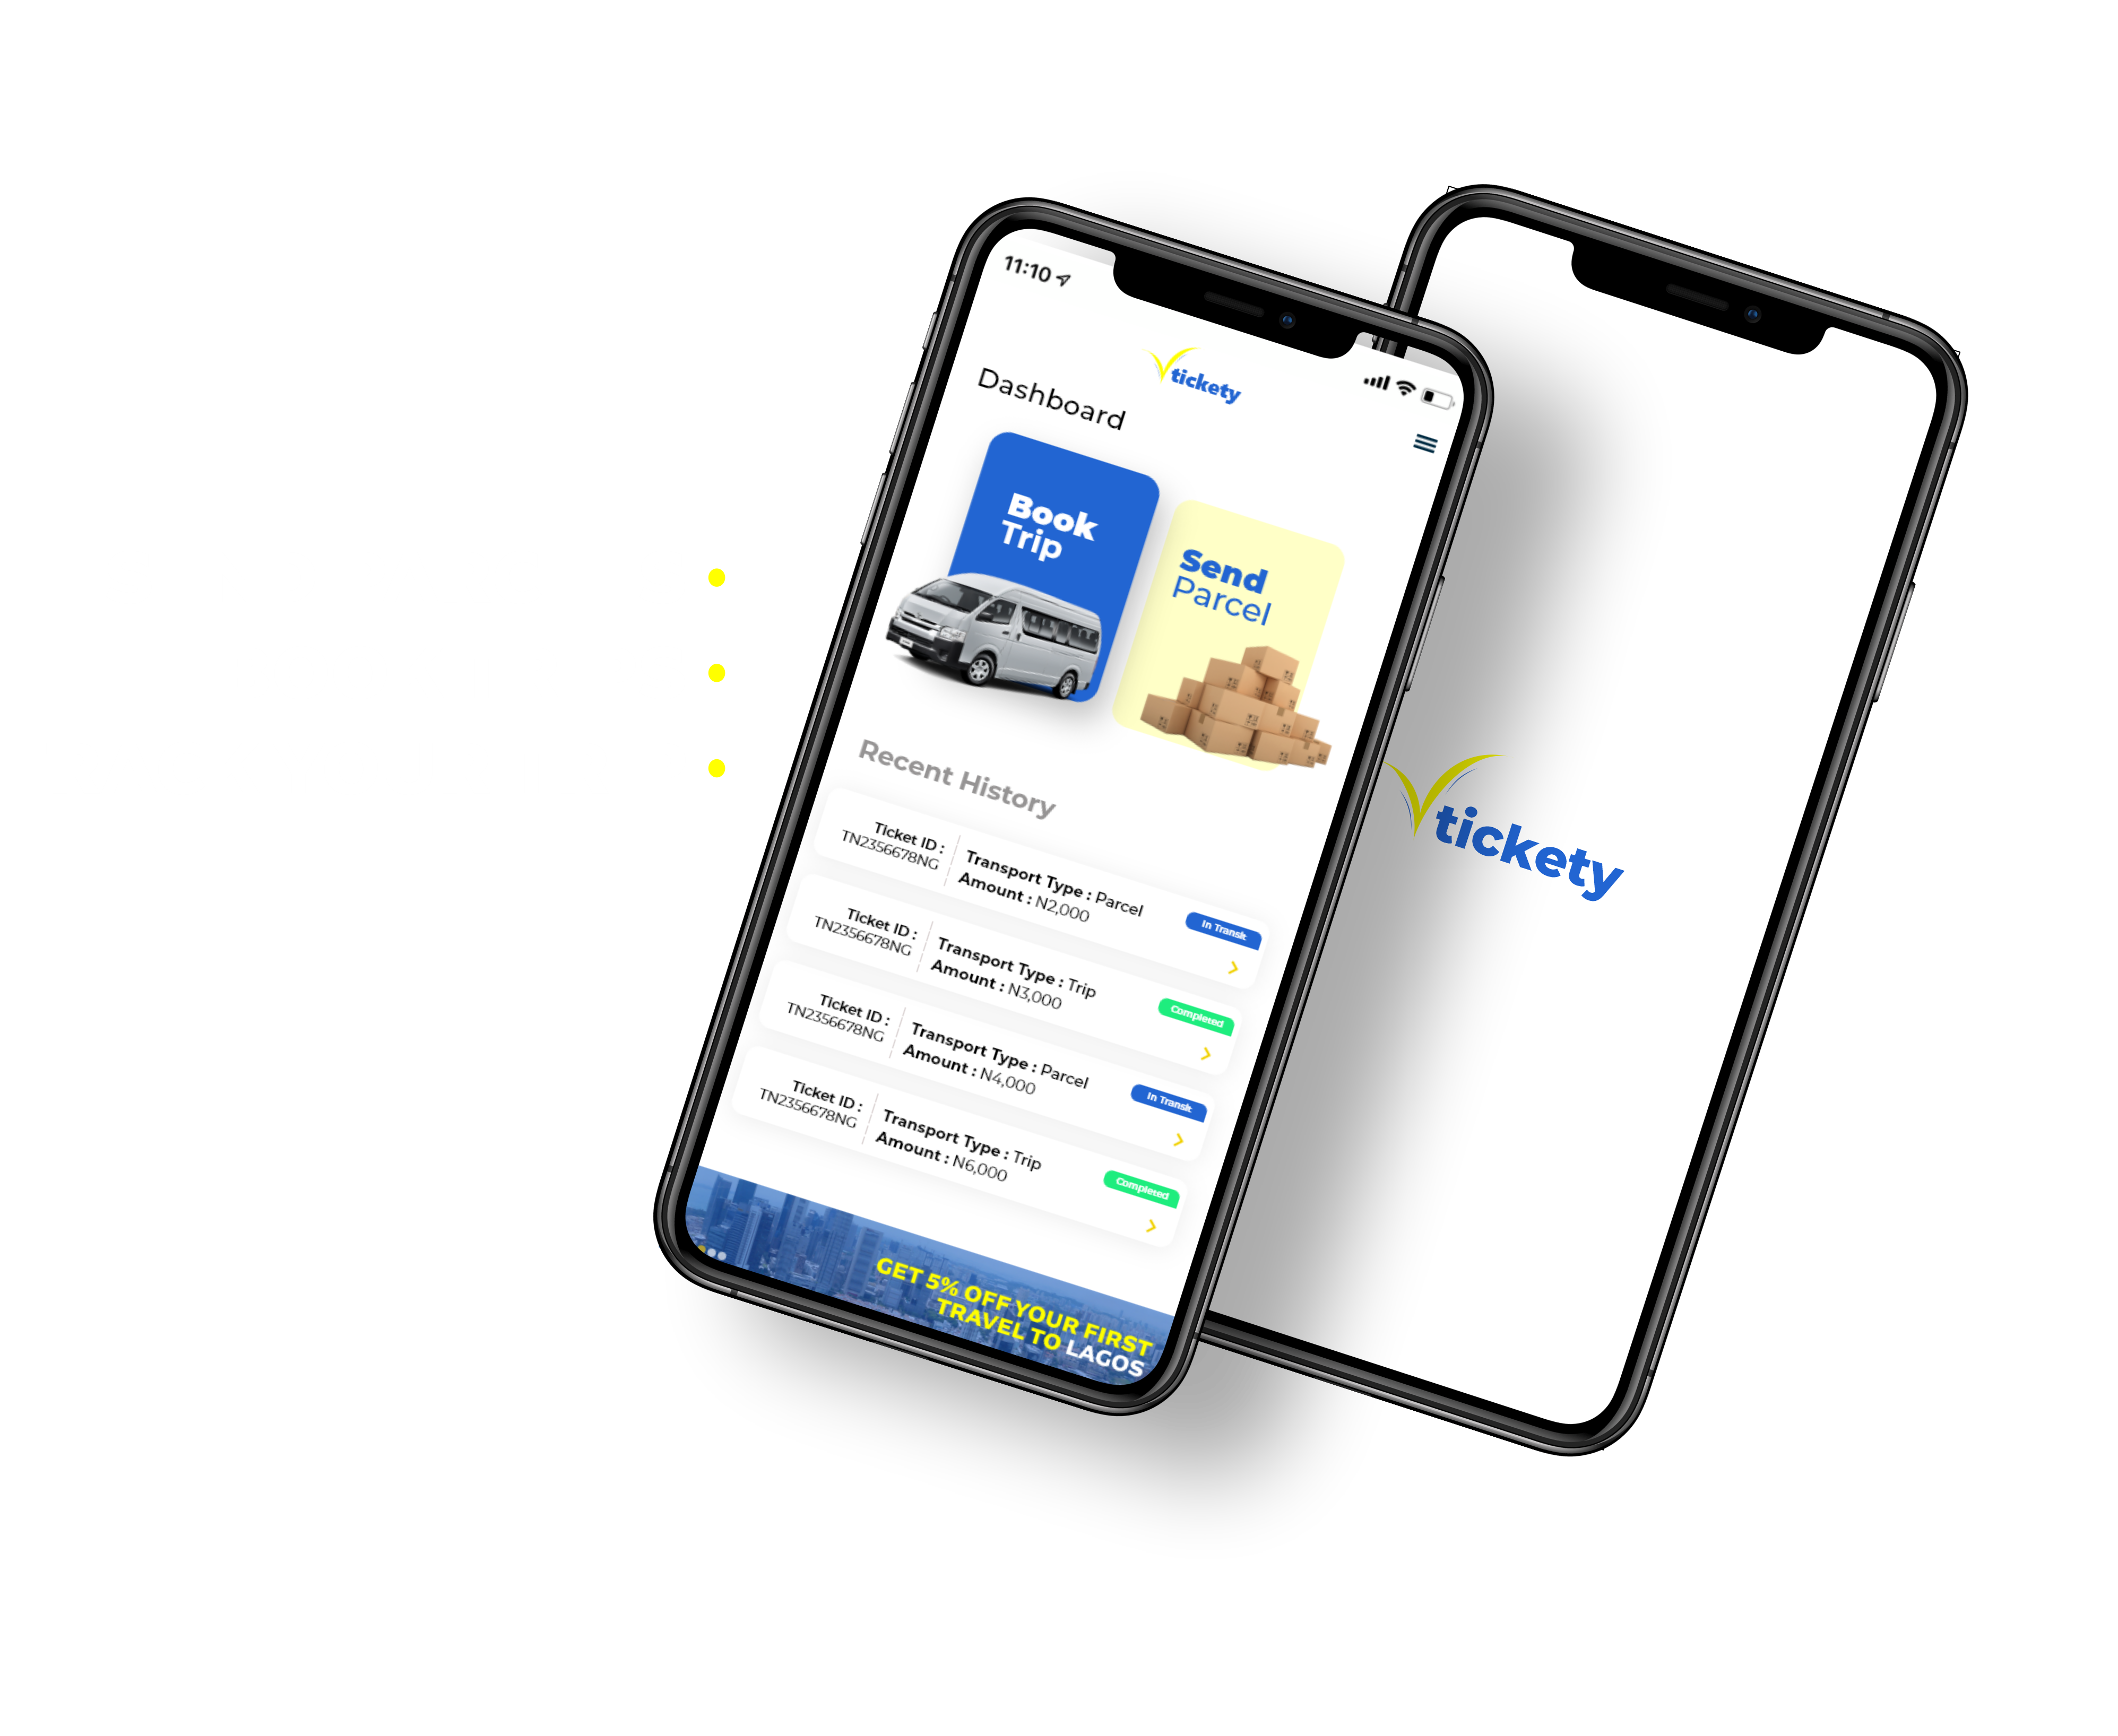 11:10
tickety
Dashboard
Book
Trip
Send
Parcel
Recent History
Ticket ID :
TN2356678NG
Transport Type : Parcel
Amount : N2,000
In Transit
Ticket ID :
TN2356678NG
Transport Type : Trip
Amount : N3,000
Completed
Ticket ID :
TN2356678NG
Transport Type : Parcel
Amount : N4,000
In Transit
Ticket ID :
TN2356678NG
Transport Type : Trip
Amount : N6,000
Completed
GET 5% OFF YOUR FIRST
TRAVEL TO LAGOS
tickety